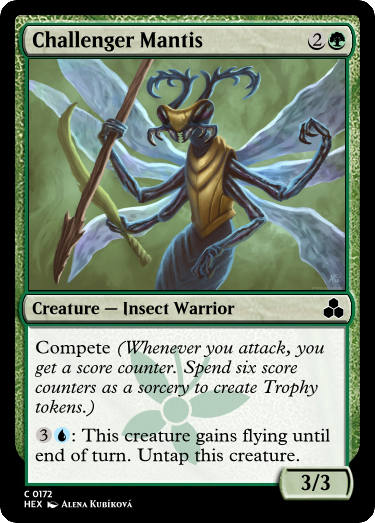 Challenger Mantis 2
Creature — Insect Warrior
Compete (Whenever you attack, you
get a score counter. Spend six score
counters as a sorcery to create Trophy
tokens.)
3: This creature gains flying until
end of turn. Untap this creature.
3/3
C 0172
HEX Alena Kubíková